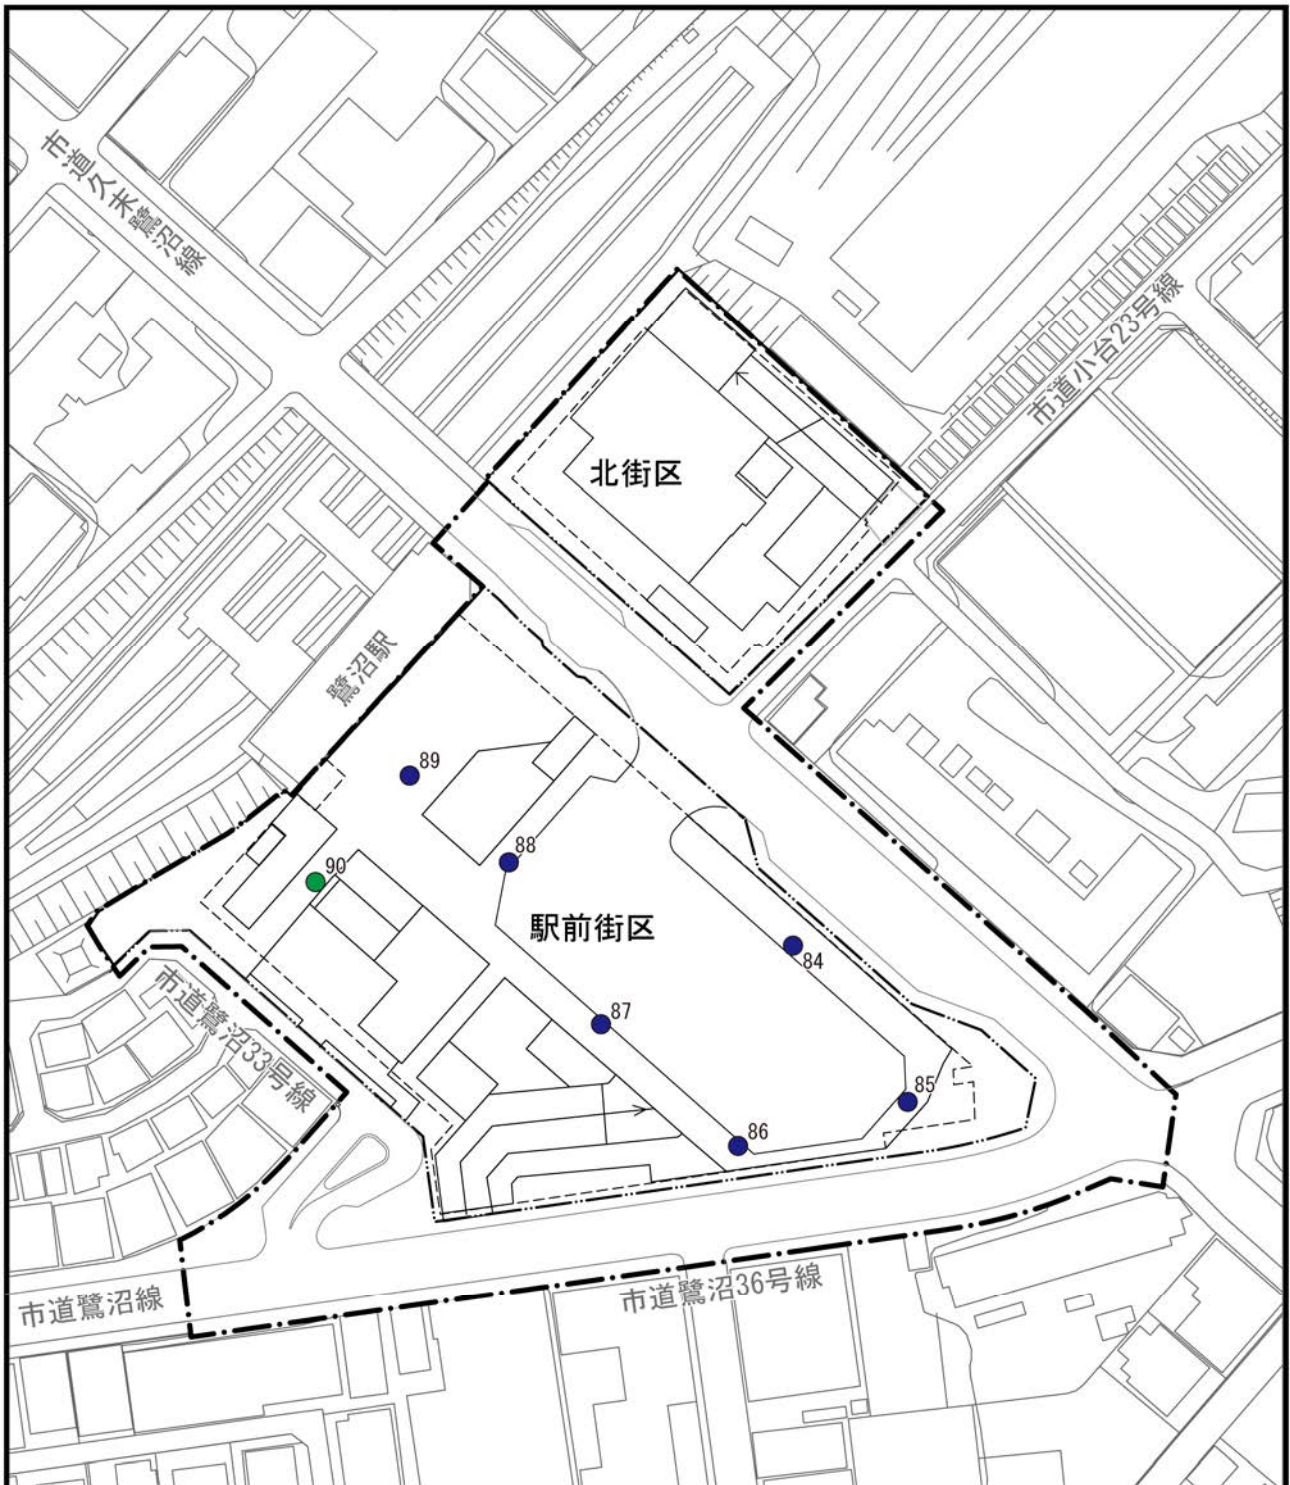 市道久末鷺沼線
市道小台23号線
北街区
鷺沼駅
89
88
90
駅前街区
84
市道鷺沼33号線
87
85
86
市道鷺沼線
市道鷺沼36号線